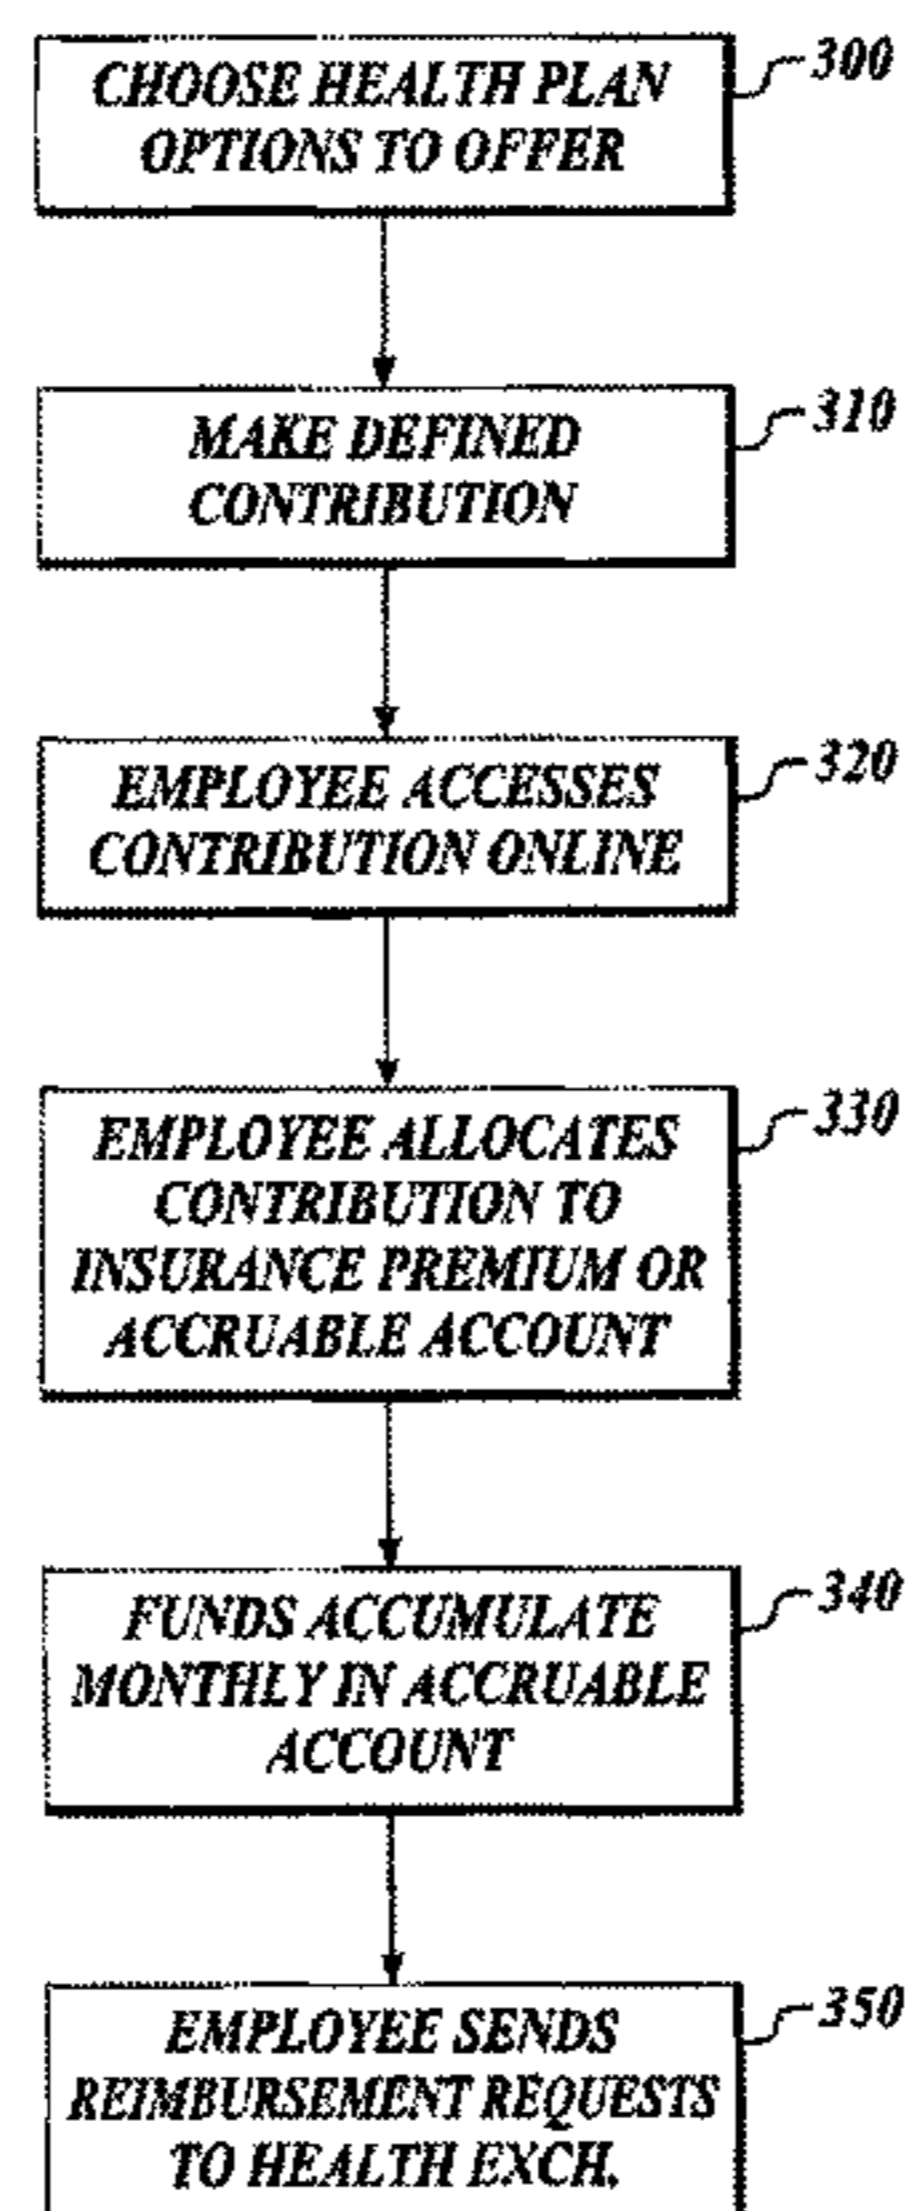 CHOOSE HEALTH PLAN
OPTIONS TO OFFER
300
MAKE DEFINED
CONTRIBUTION
310
EMPLOYEE ACCESSES
CONTRIBUTION ONLINE
320
EMPLOYEE ALLOCATES
CONTRIBUTION TO
INSURANCE PREMIUM OR
ACCRUABLE ACCOUNT
330
FUNDS ACCUMULATE
MONTHLY IN ACCRUABLE
ACCOUNT
340
EMPLOYEE SENDS
REIMBURSEMENT REQUESTS
TO HEALTH EXCH.
350